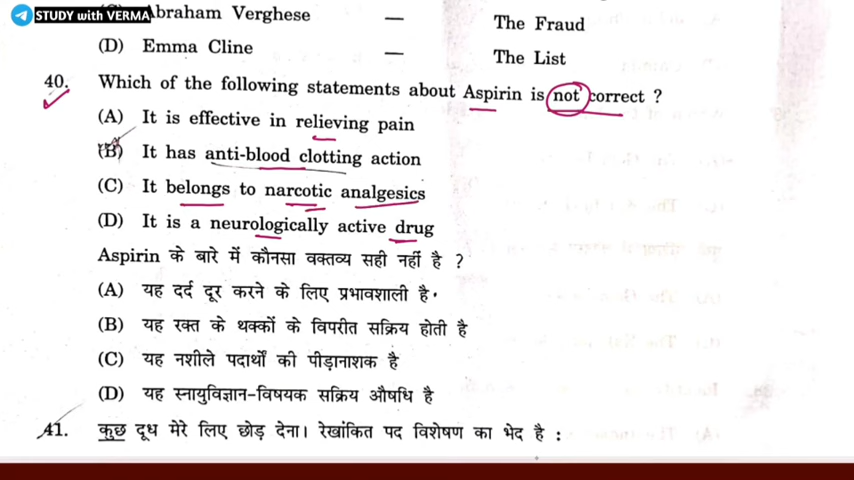 STUDY with VERMA
Abraham Verghese — The Fraud
(D) Emma Cline — The List
40. Which of the following statements about Aspirin is not correct ?
(A) It is effective in relieving pain
(B) It has anti-blood clotting action
(C) It belongs to narcotic analgesics
(D) It is a neurologically active drug
Aspirin के बारे में कौनसा वक्तव्य सही नहीं है ?
(A) यह दर्द दूर करने के लिए प्रभावशाली है·
(B) यह रक्त के थक्कों के विपरीत सक्रिय होती है
(C) यह नशीले पदार्थों की पीड़ानाशक है
(D) यह स्नायुविज्ञान-विषयक सक्रिय औषधि है
41. कुछ दूध मेरे लिए छोड़ देना। रेखांकित पद विशेषण का भेद है :